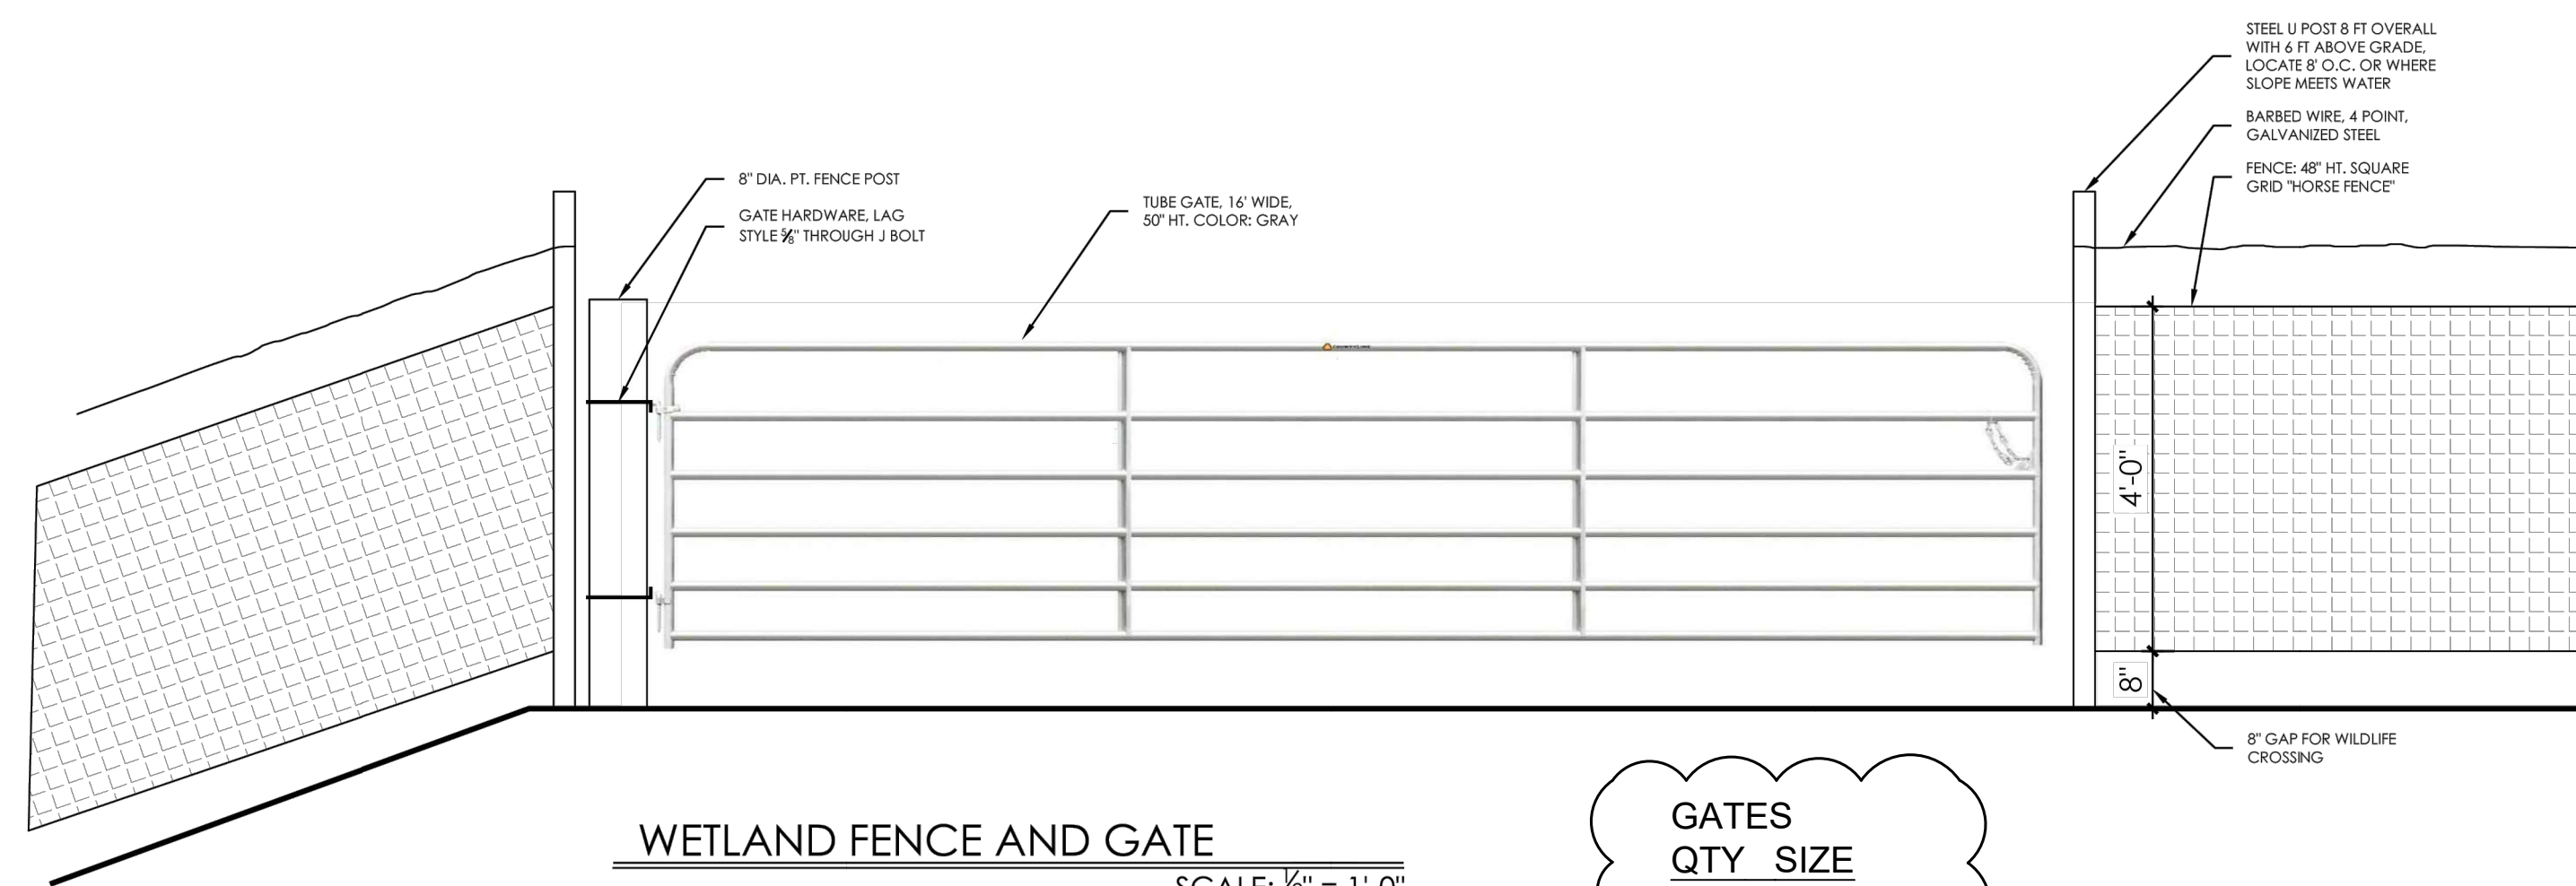 STEEL U POST 8 FT OVERALL
WITH 6 FT ABOVE GRADE,
LOCATE 8' O.C. OR WHERE
SLOPE MEETS WATER
BARBED WIRE, 4 POINT,
GALVANIZED STEEL
FENCE: 48" HT. SQUARE
GRID "HORSE FENCE"
8" DIA. PT. FENCE POST
GATE HARDWARE, LAG
STYLE ⅝" THROUGH J BOLT
TUBE GATE, 16' WIDE,
50" HT. COLOR: GRAY
4'-0"
8"
8" GAP FOR WILDLIFE
CROSSING
WETLAND FENCE AND GATE
SCALE: = 1'-0"
GATES
QTY SIZE